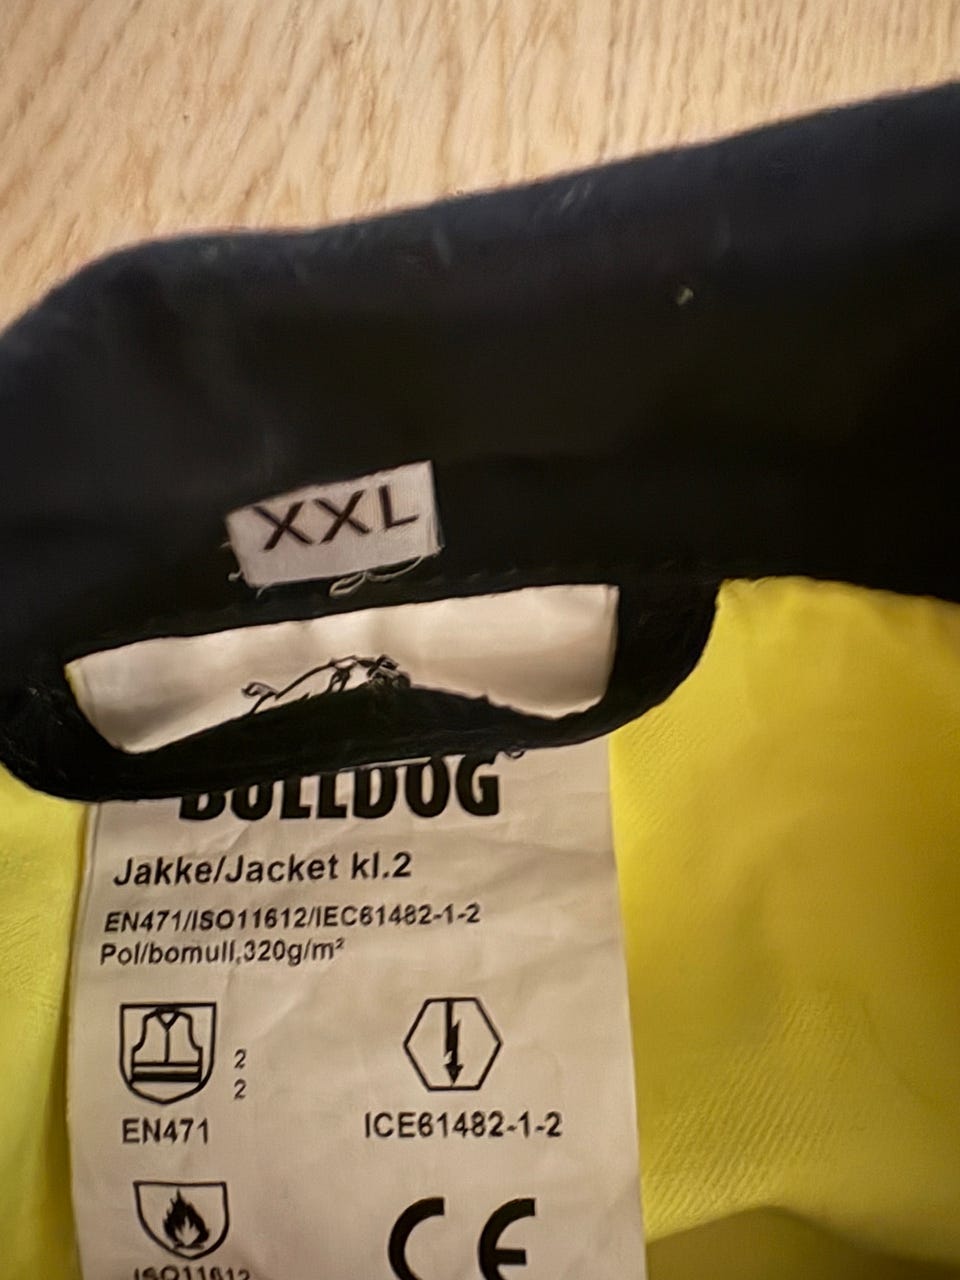 XXL
BULLDOG
Jakke/Jacket kl.2
EN471/ISO11612/IEC61482-1-2
Pol/bomull,320g/m²
2
2
EN471
ICE61482-1-2
CE
ISO11612